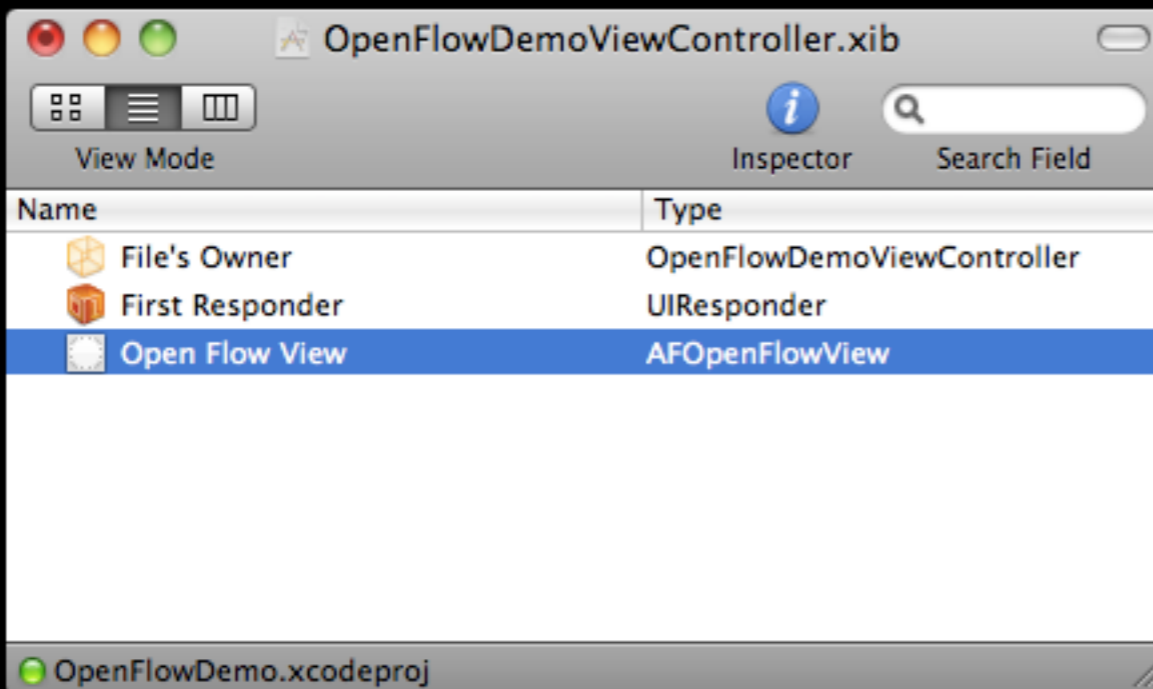 OpenFlowDemoViewController.xib
View Mode
Inspector
Search Field
Name Type
File's Owner OpenFlowDemoViewController
First Responder UIResponder
Open Flow View AFOpenFlowView
OpenFlowDemo.xcodeproj